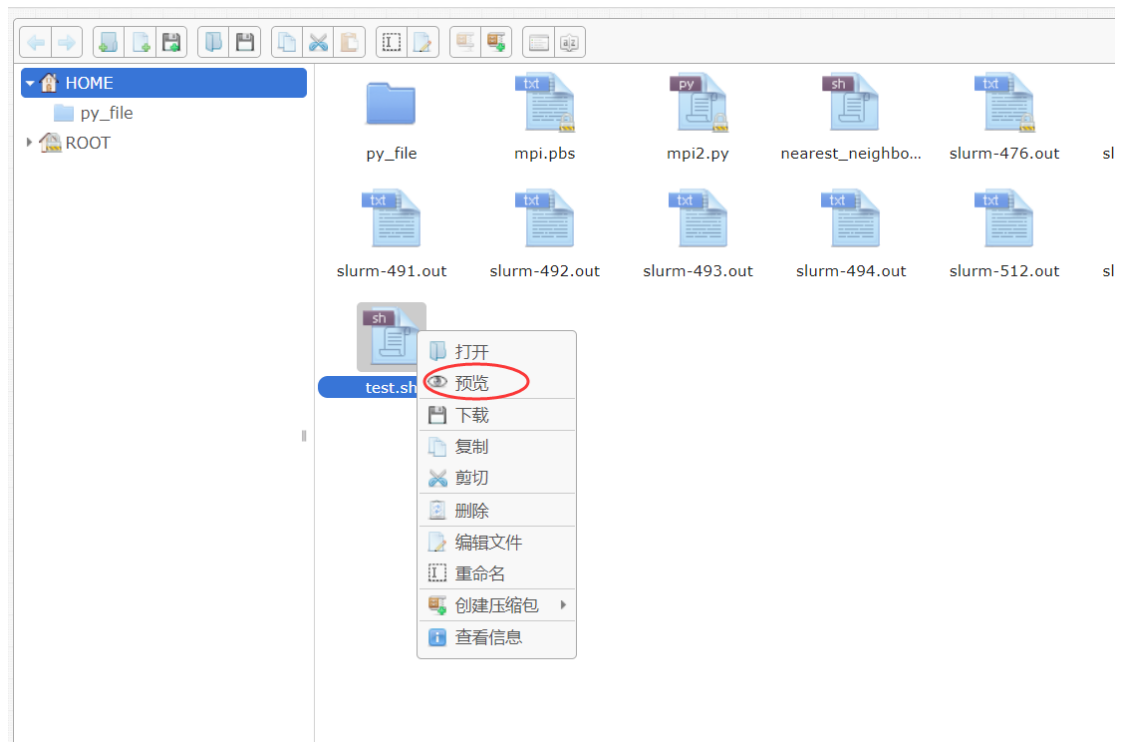 HOME
py_file
ROOT
txt
py
sh
txt
py_file
mpi.pbs
mpi2.py
nearest_neighbo...
slurm-476.out
sl
txt
txt
txt
txt
txt
slurm-491.out
slurm-492.out
slurm-493.out
slurm-494.out
slurm-512.out
sl
sh
test.sh
打开
预览
下载
复制
剪切
删除
编辑文件
重命名
创建压缩包
查看信息